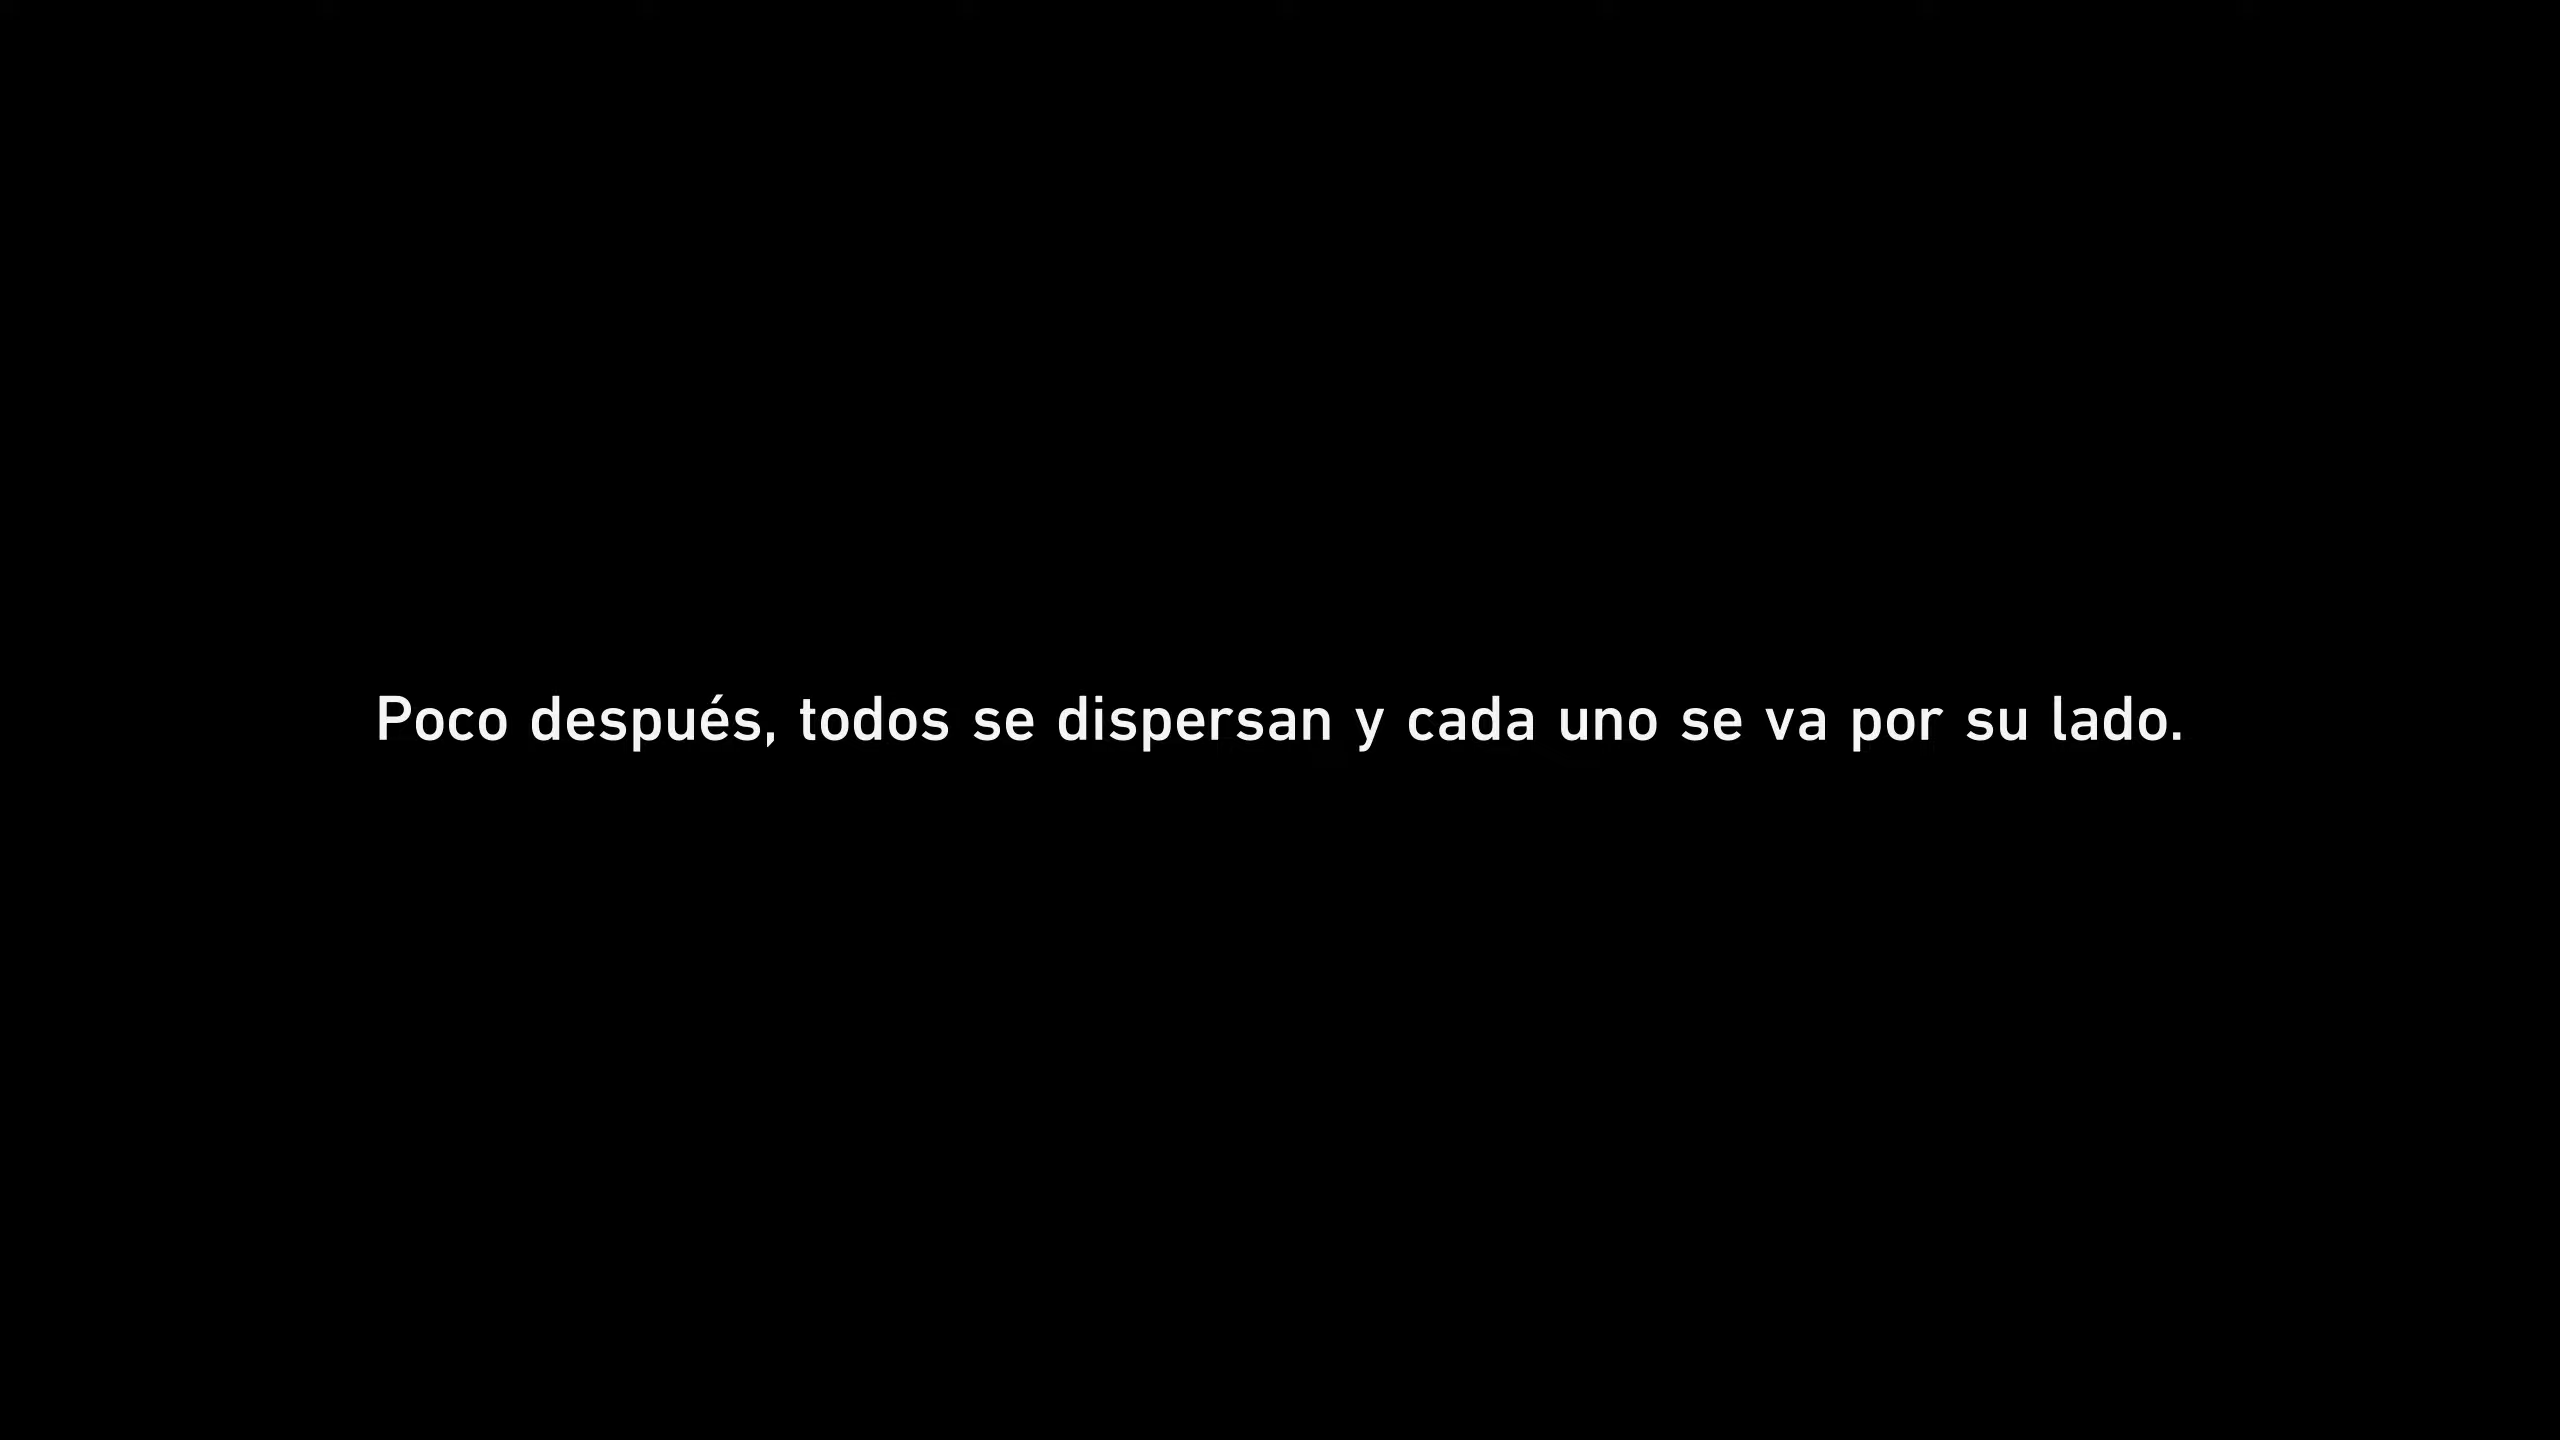 Poco después, todos se dispersan y cada uno se va por su lado.